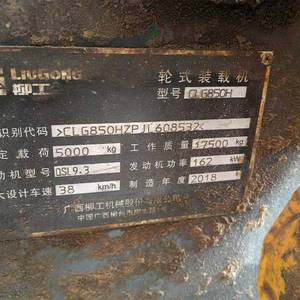 LIUGONG
柳工
轮式装载机
型号 CLG850H
识别代码 >CLG850HZPJL608532<
定载荷 5000 kg 工作质量 17500 kg
动机型号 DSL9.3 发动机功率 162 kW
大设计车速 38 km/h 制造年度 2018
广西柳工机械股份有限公司